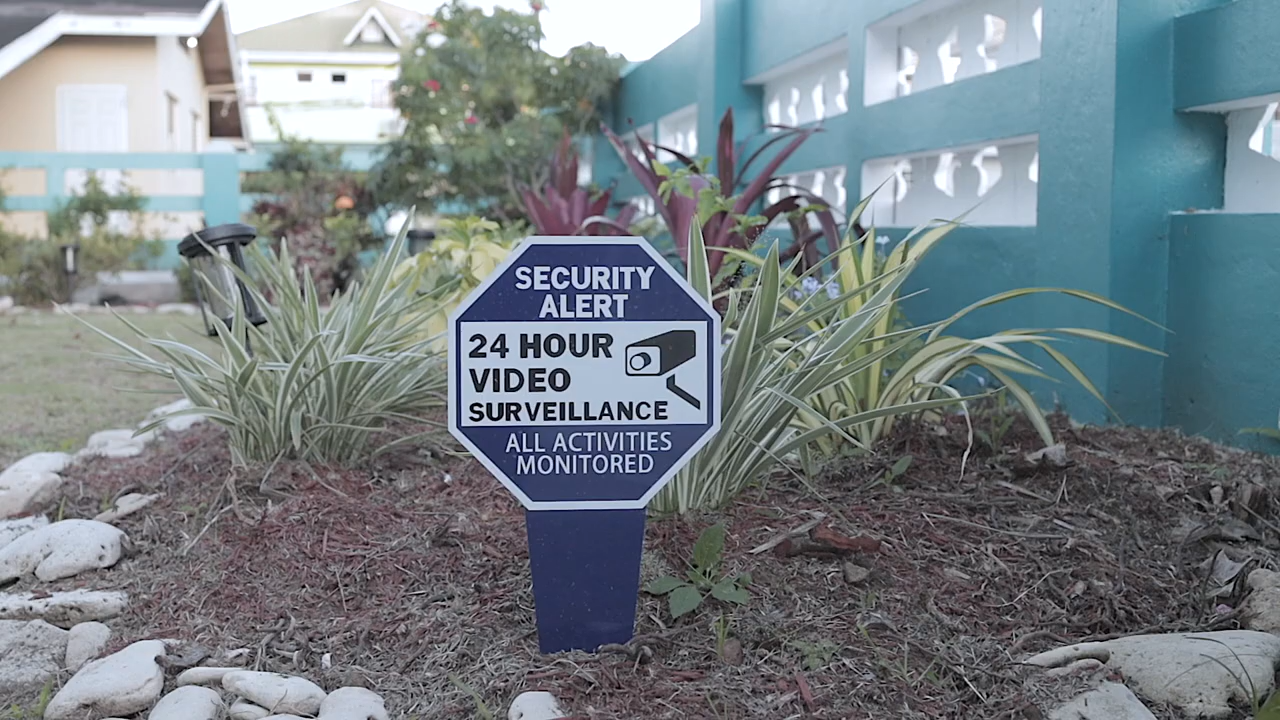 SECURITY
ALERT
24 HOUR
VIDEO
SURVEILLANCE
ALL ACTIVITIES
MONITORED